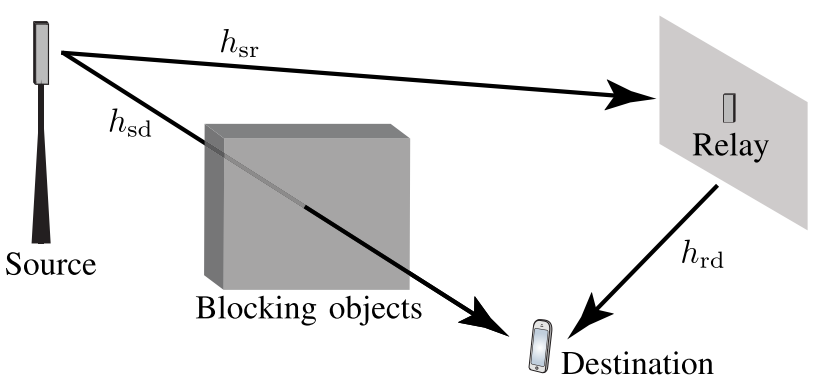 h_sr
h_sd
Relay
Source
h_rd
Blocking objects
Destination